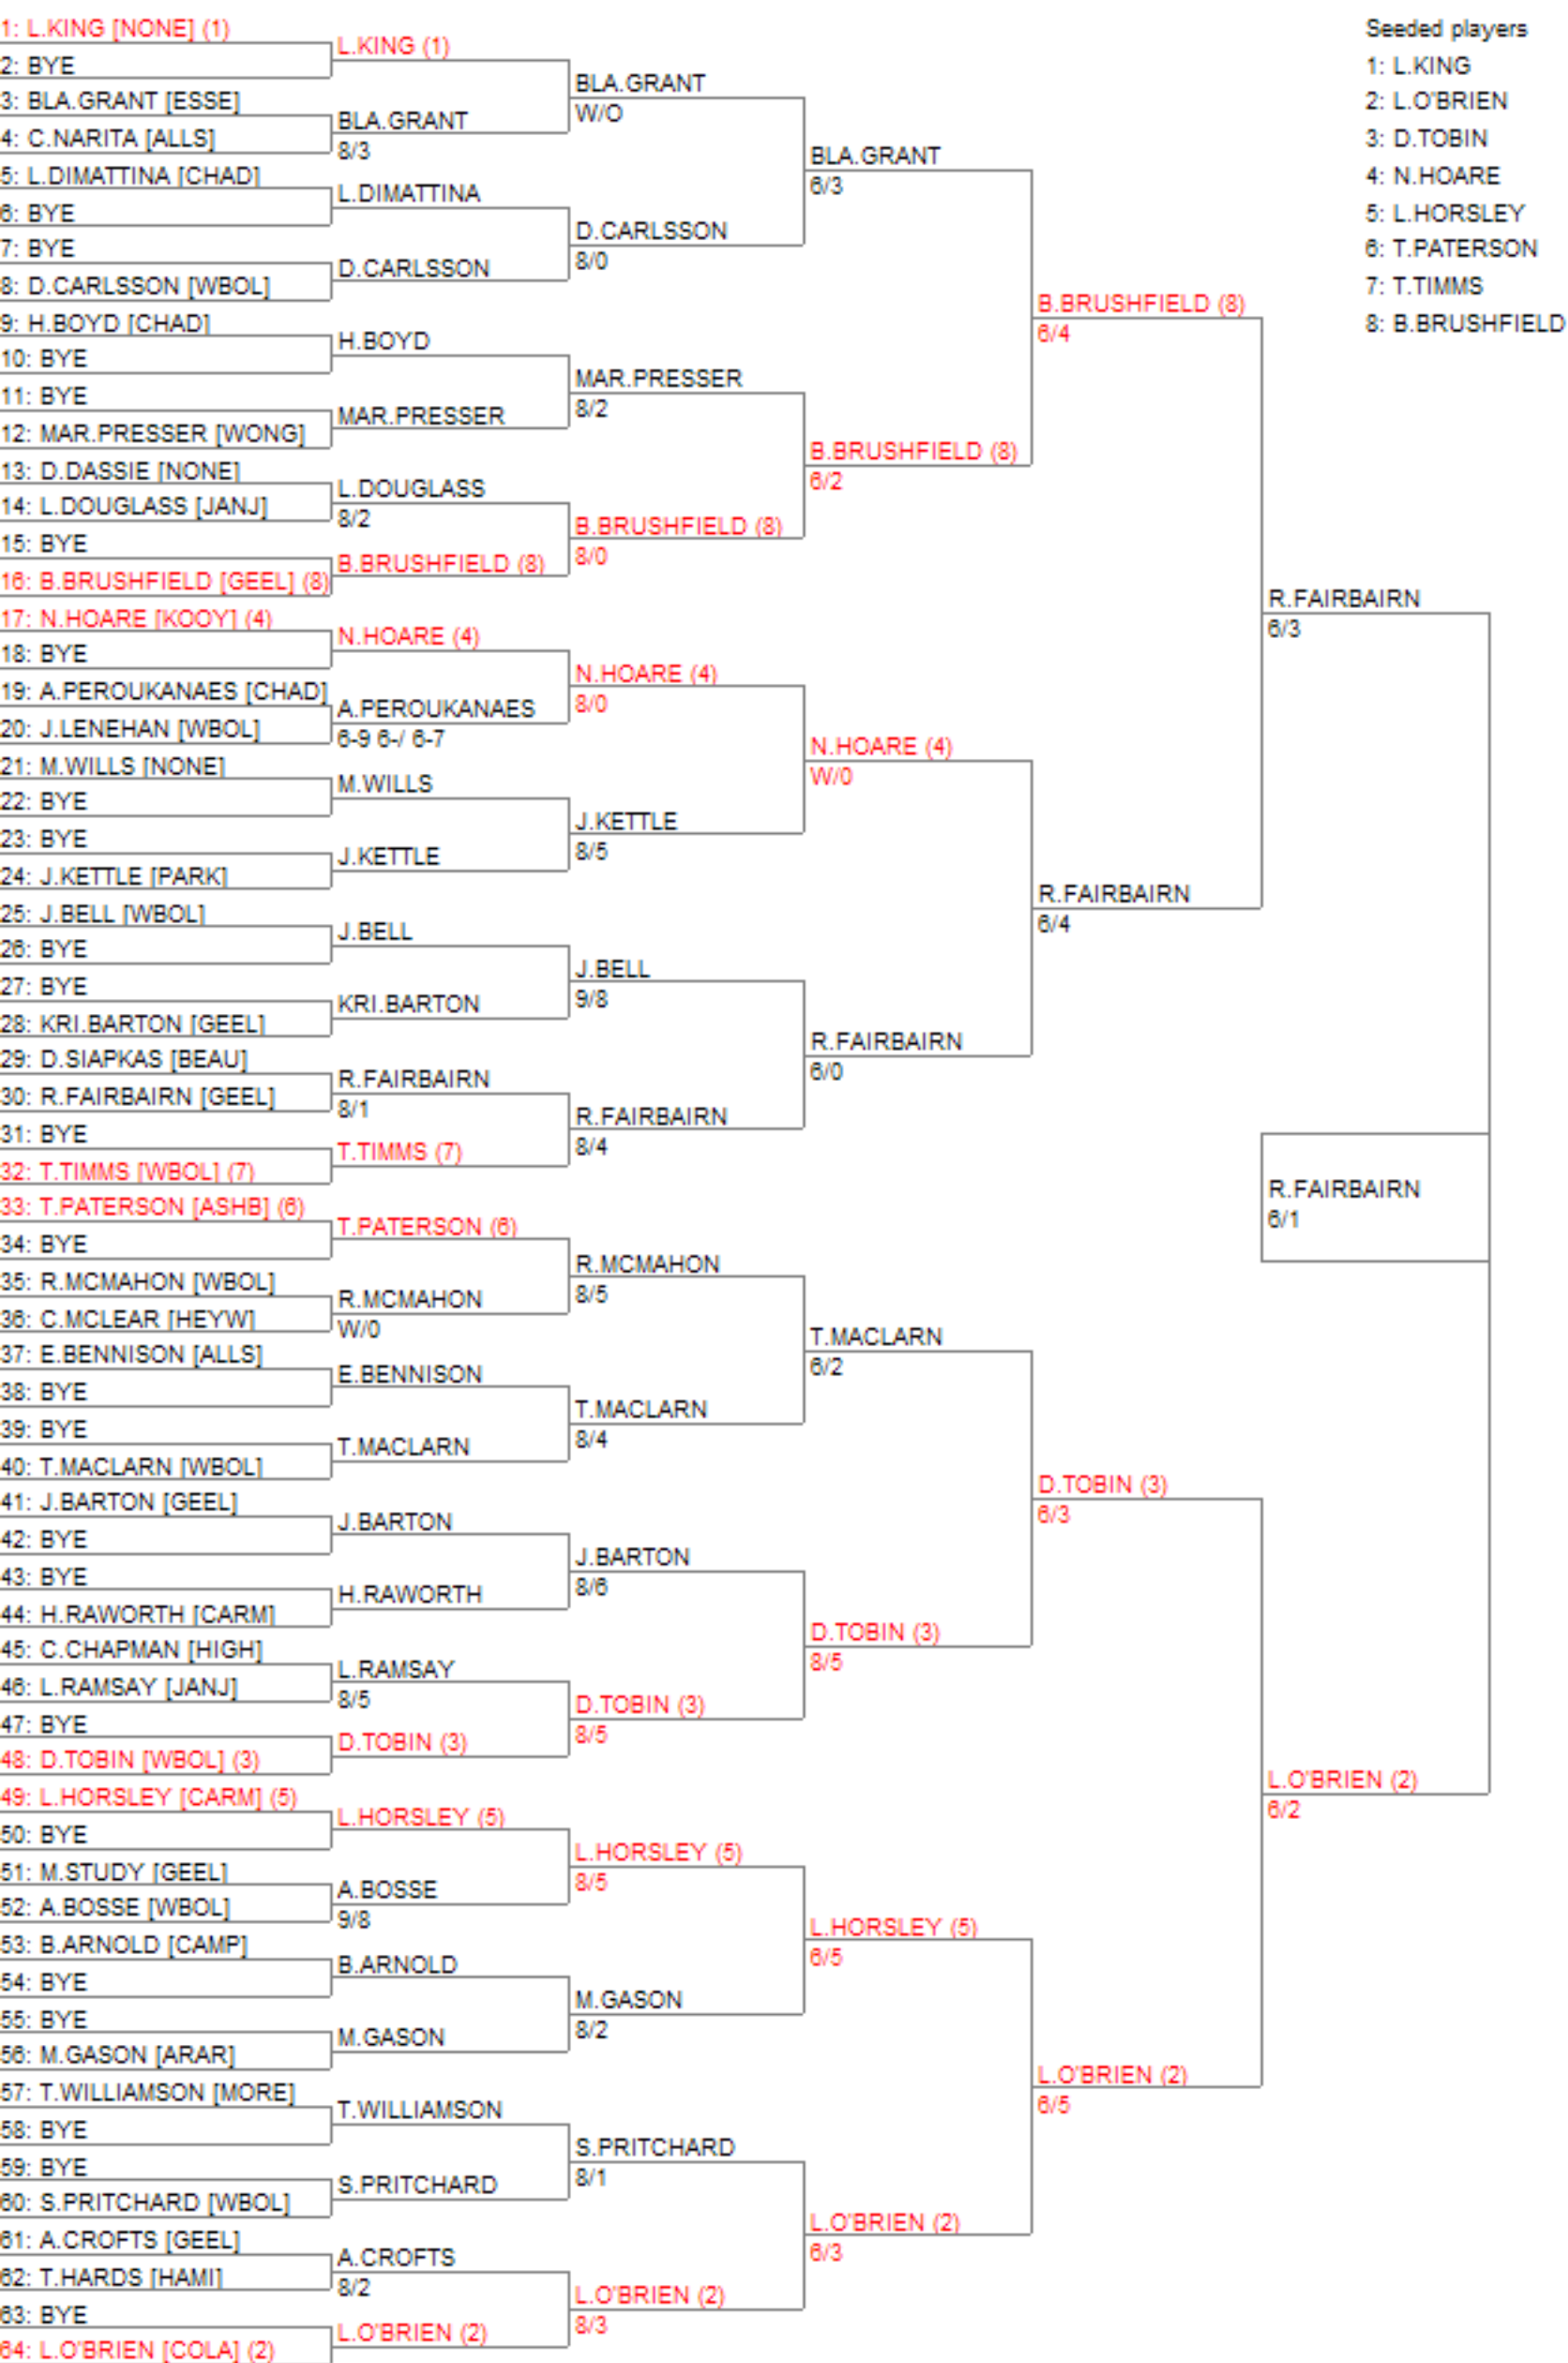 1: L.KING [NONE] (1)
2: BYE
3: BLA.GRANT [ESSE]
4: C.NARITA [ALLS]
5: L.DIMATTINA [CHAD]
6: BYE
7: BYE
8: D.CARLSSON [WBOL]
9: H.BOYD [CHAD]
10: BYE
11: BYE
12: MAR.PRESSER [WONG]
13: D.DASSIE [NONE]
14: L.DOUGLASS [JANJ]
15: BYE
16: B.BRUSHFIELD [GEEL] (8)
17: N.HOARE [KOOY] (4)
18: BYE
19: A.PEROUKANAES [CHAD]
20: J.LENEHAN [WBOL]
21: M.WILLS [NONE]
22: BYE
23: BYE
24: J.KETTLE [PARK]
25: J.BELL [WBOL]
26: BYE
27: BYE
28: KRI.BARTON [GEEL]
29: D.SIAPKAS [BEAU]
30: R.FAIRBAIRN [GEEL]
31: BYE
32: T.TIMMS [WBOL] (7)
33: T.PATERSON [ASHB] (6)
34: BYE
35: R.MCMAHON [WBOL]
36: C.MCLEAR [HEYW]
37: E.BENNISON [ALLS]
38: BYE
39: BYE
40: T.MACLARN [WBOL]
41: J.BARTON [GEEL]
42: BYE
43: BYE
44: H.RAWORTH [CARM]
45: C.CHAPMAN [HIGH]
46: L.RAMSAY [JANJ]
47: BYE
48: D.TOBIN [WBOL] (3)
49: L.HORSLEY [CARM] (5)
50: BYE
51: M.STUDY [GEEL]
52: A.BOSSE [WBOL]
53: B.ARNOLD [CAMP]
54: BYE
55: BYE
56: M.GASON [ARAR]
57: T.WILLIAMSON [MORE]
58: BYE
59: BYE
60: S.PRITCHARD [WBOL]
61: A.CROFTS [GEEL]
62: T.HARDS [HAMI]
63: BYE
64: L.O'BRIEN [COLA] (2)
L.KING (1)
BLA.GRANT
8/3
L.DIMATTINA
D.CARLSSON
H.BOYD
MAR.PRESSER
L.DOUGLASS
8/2
B.BRUSHFIELD (8)
N.HOARE (4)
A.PEROUKANAES
6-9 6-/ 6-7
M.WILLS
J.KETTLE
J.BELL
KRI.BARTON
R.FAIRBAIRN
8/1
T.TIMMS (7)
T.PATERSON (6)
R.MCMAHON
W/0
E.BENNISON
T.MACLARN
J.BARTON
H.RAWORTH
L.RAMSAY
8/5
D.TOBIN (3)
L.HORSLEY (5)
A.BOSSE
9/8
B.ARNOLD
M.GASON
T.WILLIAMSON
S.PRITCHARD
A.CROFTS
8/2
L.O'BRIEN (2)
BLA.GRANT
W/O
D.CARLSSON
8/0
MAR.PRESSER
8/2
B.BRUSHFIELD (8)
8/0
N.HOARE (4)
8/0
J.KETTLE
8/5
J.BELL
9/8
R.FAIRBAIRN
8/4
R.MCMAHON
8/5
T.MACLARN
8/4
J.BARTON
8/6
D.TOBIN (3)
8/5
L.HORSLEY (5)
8/5
M.GASON
8/2
S.PRITCHARD
8/1
L.O'BRIEN (2)
8/3
BLA.GRANT
6/3
B.BRUSHFIELD (8)
6/2
N.HOARE (4)
W/0
R.FAIRBAIRN
6/0
T.MACLARN
6/2
D.TOBIN (3)
8/5
L.HORSLEY (5)
6/5
L.O'BRIEN (2)
6/3
B.BRUSHFIELD (8)
6/4
R.FAIRBAIRN
6/4
D.TOBIN (3)
6/3
L.O'BRIEN (2)
6/5
R.FAIRBAIRN
6/3
R.FAIRBAIRN
6/1
L.O'BRIEN (2)
6/2
Seeded players
1: L.KING
2: L.O'BRIEN
3: D.TOBIN
4: N.HOARE
5: L.HORSLEY
6: T.PATERSON
7: T.TIMMS
8: B.BRUSHFIELD